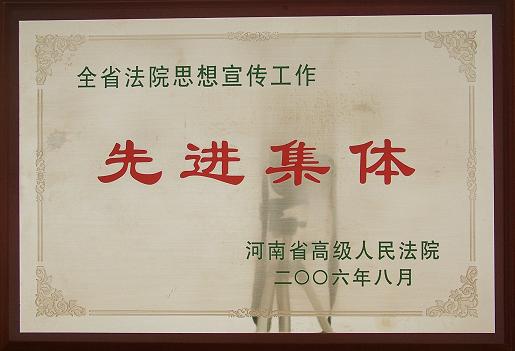 全省法院思想宣传工作
先进集体
河南省高级人民法院
二〇〇六年八月